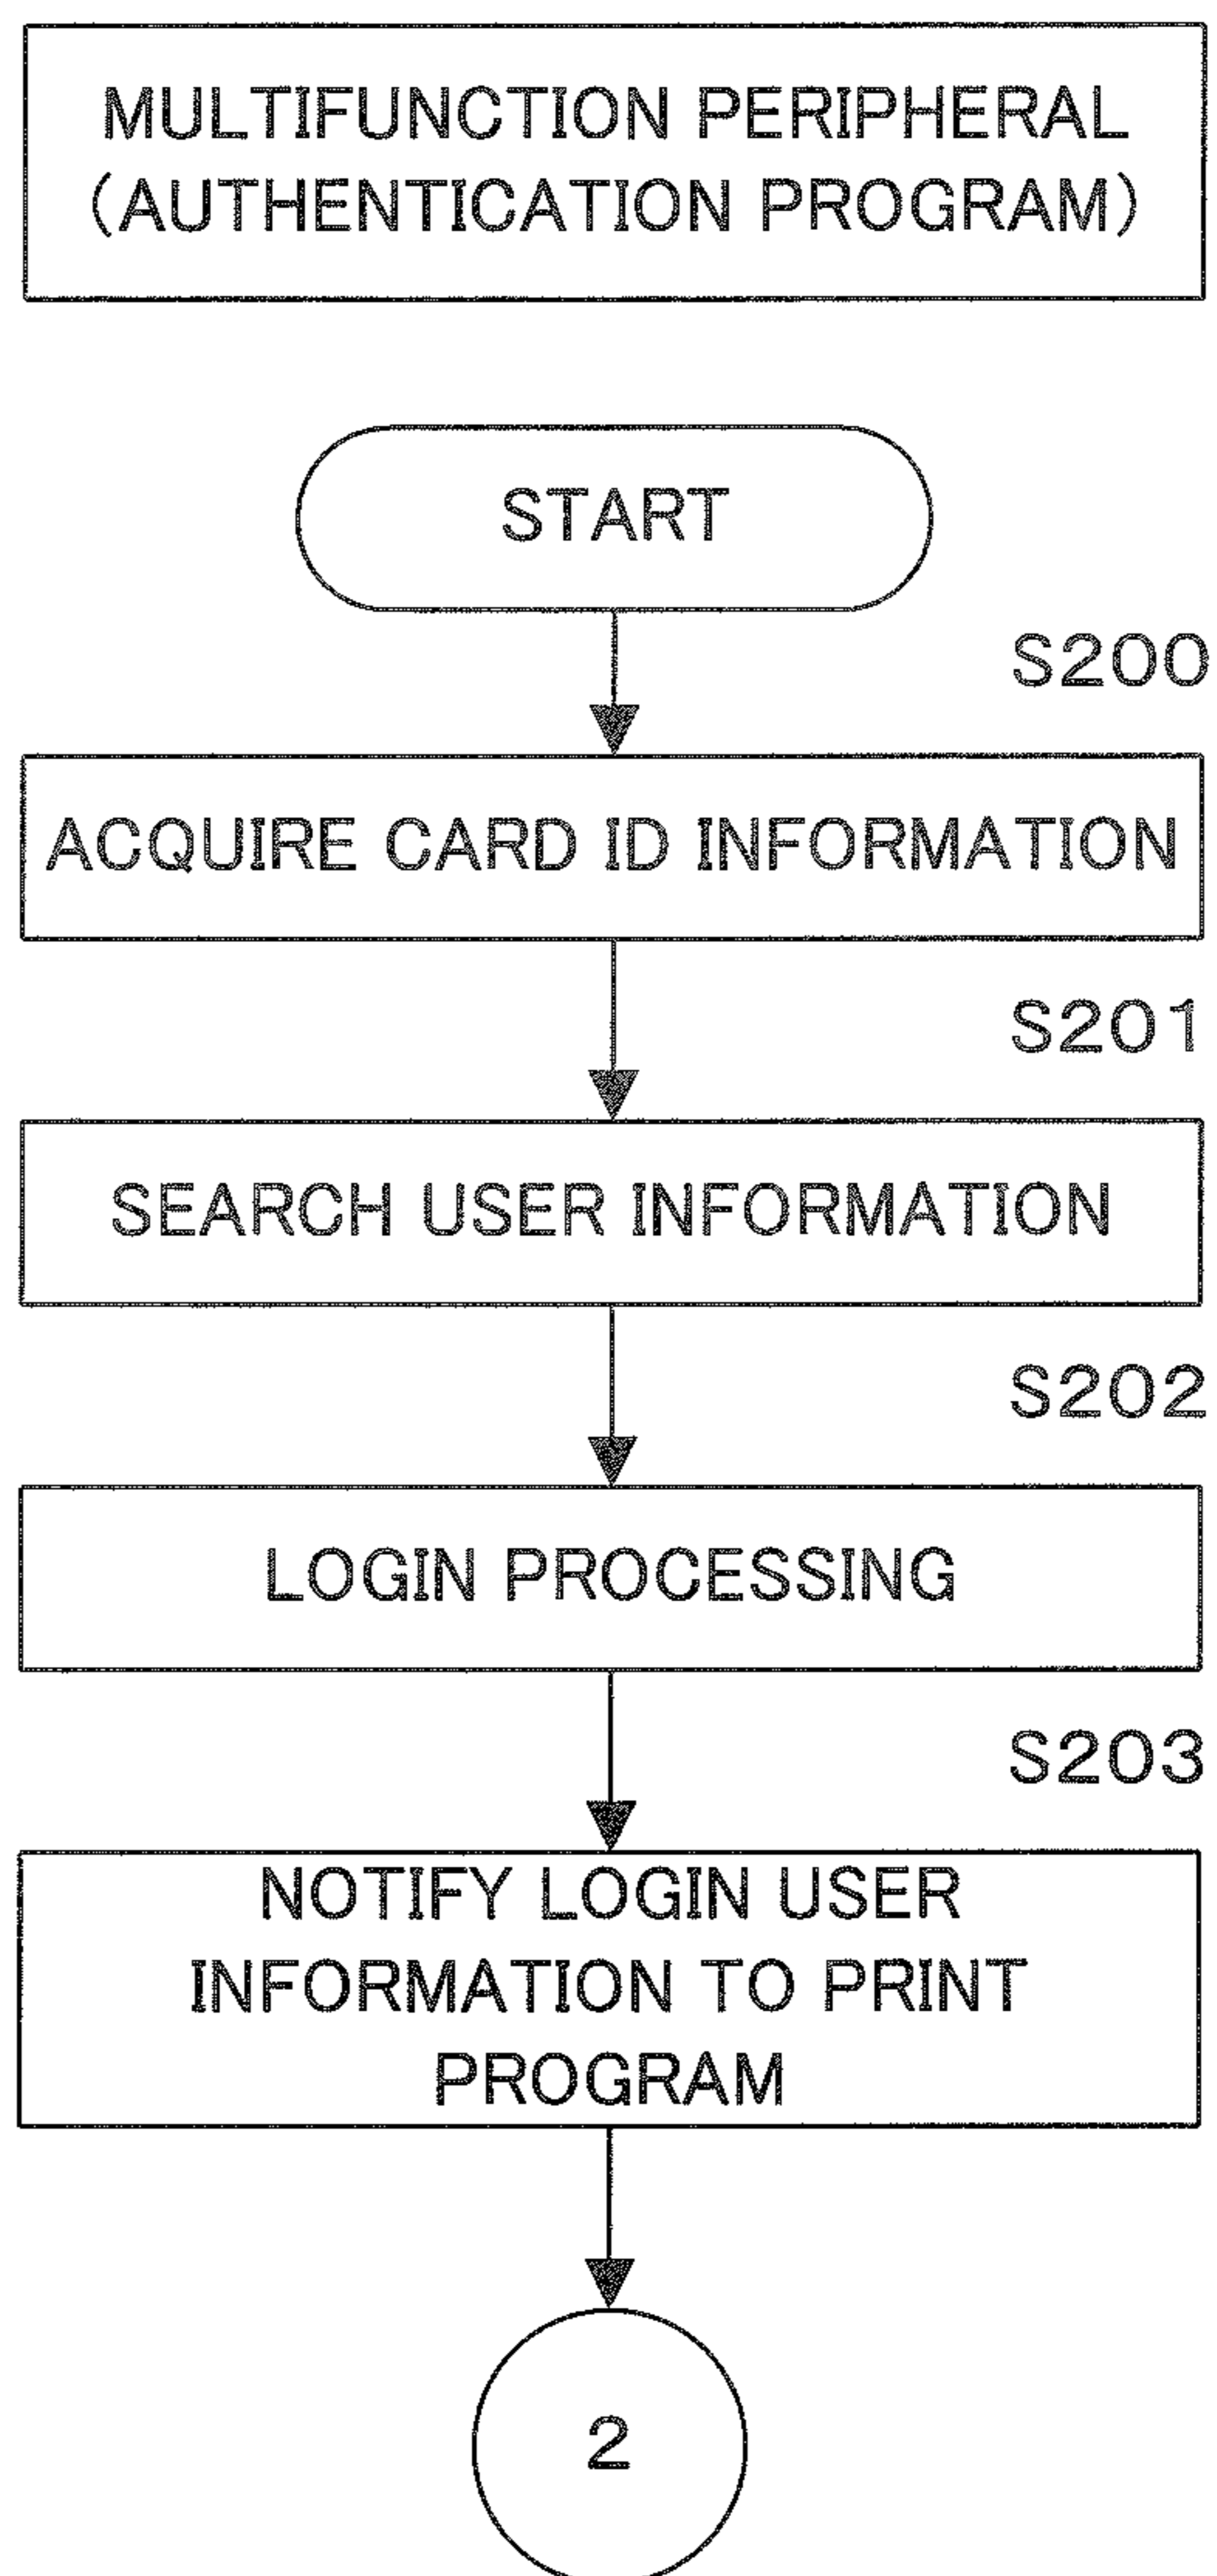 MULTIFUNCTION PERIPHERAL
(AUTHENTICATION PROGRAM)
START
S200
ACQUIRE CARD ID INFORMATION
S201
SEARCH USER INFORMATION
S202
LOGIN PROCESSING
S203
NOTIFY LOGIN USER
INFORMATION TO PRINT
PROGRAM
2